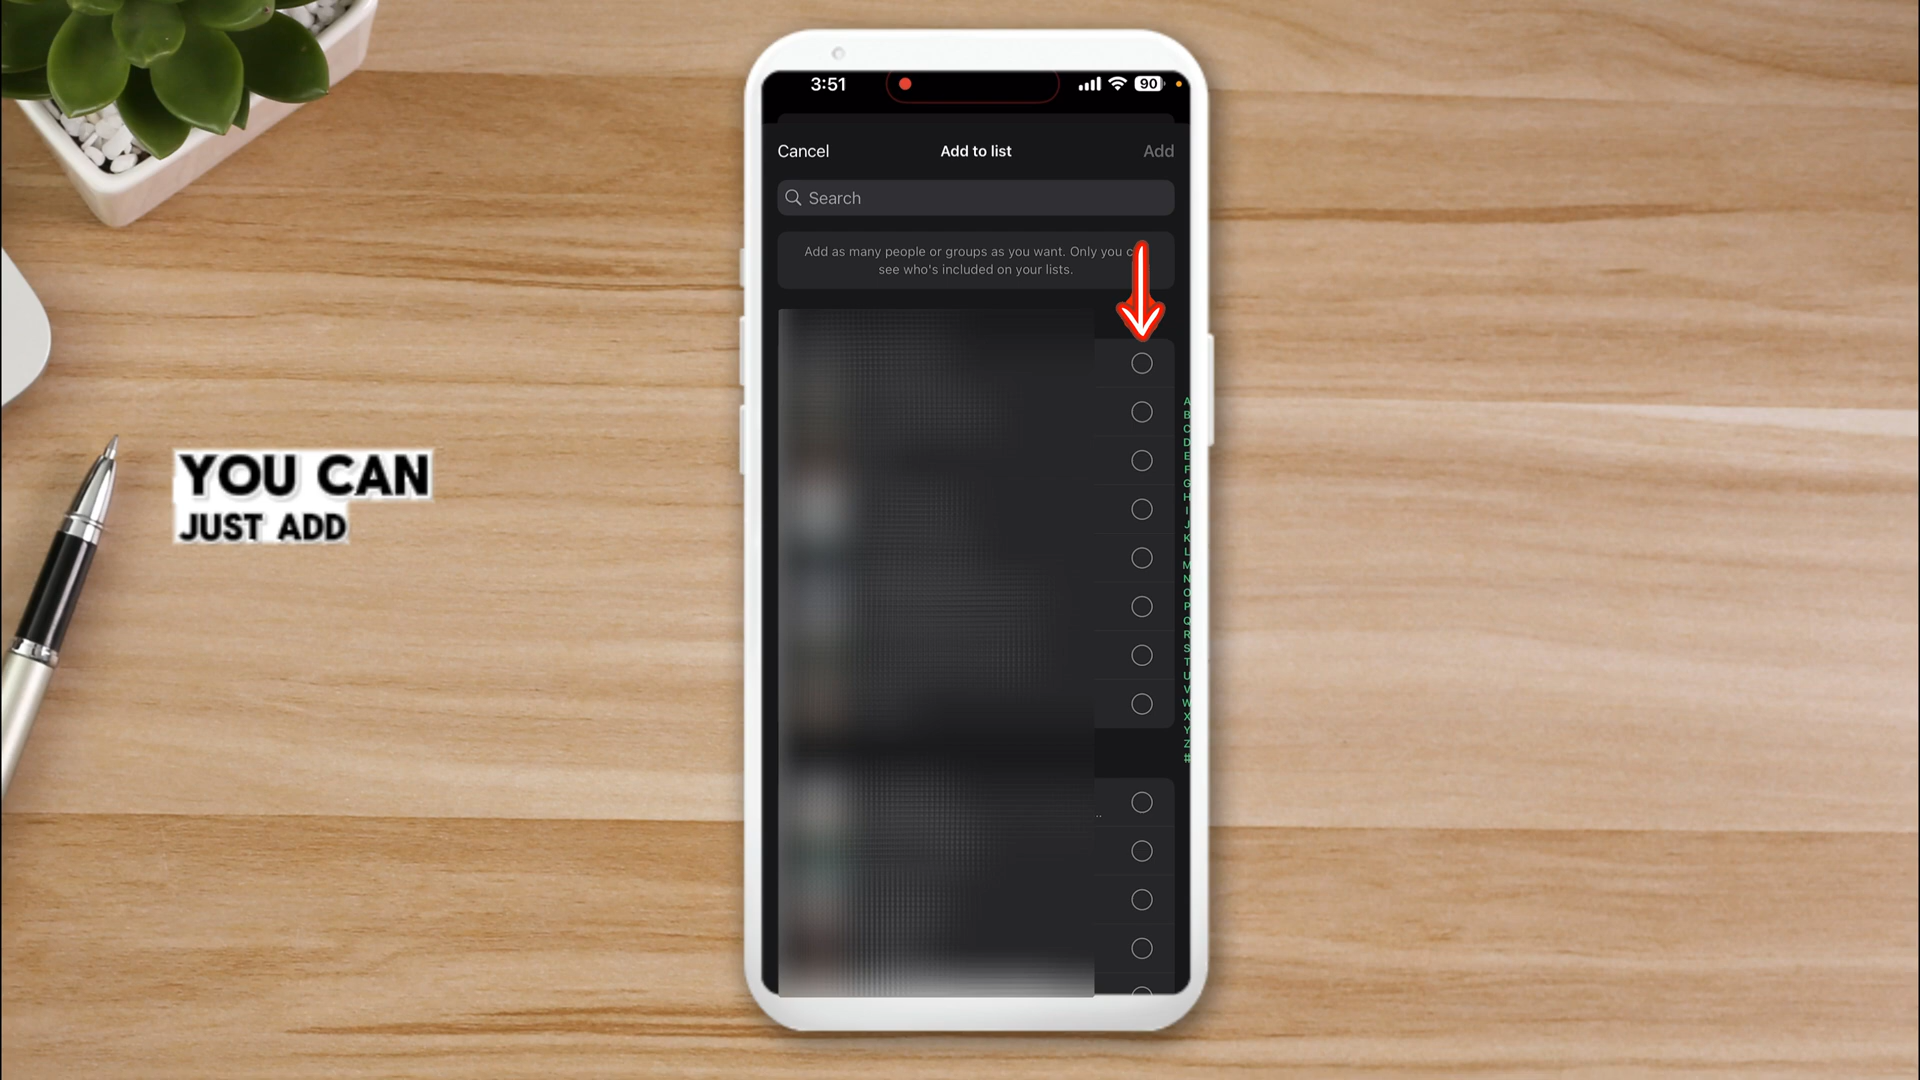 3:51
90
Cancel
Add to list
Add
Search
Add as many people or groups as you want. Only you c
see who's included on your lists.
..
A
B
C
D
E
F
G
H
I
J
K
L
M
N
O
P
Q
R
S
T
U
V
W
X
Y
Z
#
YOU CAN
JUST ADD